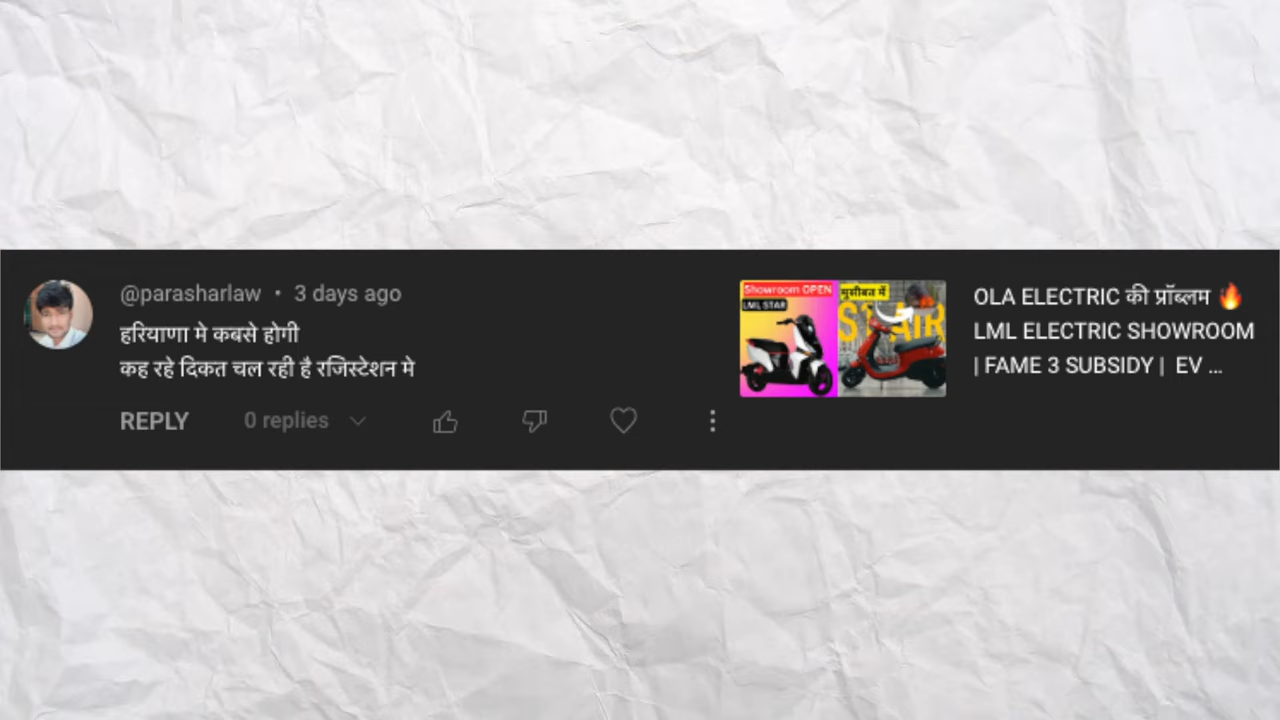 @parasharlaw • 3 days ago
हरियाणा मे कबसे होगी
कह रहे दिकत चल रही है रजिस्टेशन मे
REPLY 0 replies
Showroom OPEN
LML STAR
मुसीबत में
OLA ELECTRIC की प्रॉब्लम 🔥
LML ELECTRIC SHOWROOM
| FAME 3 SUBSIDY | EV ...